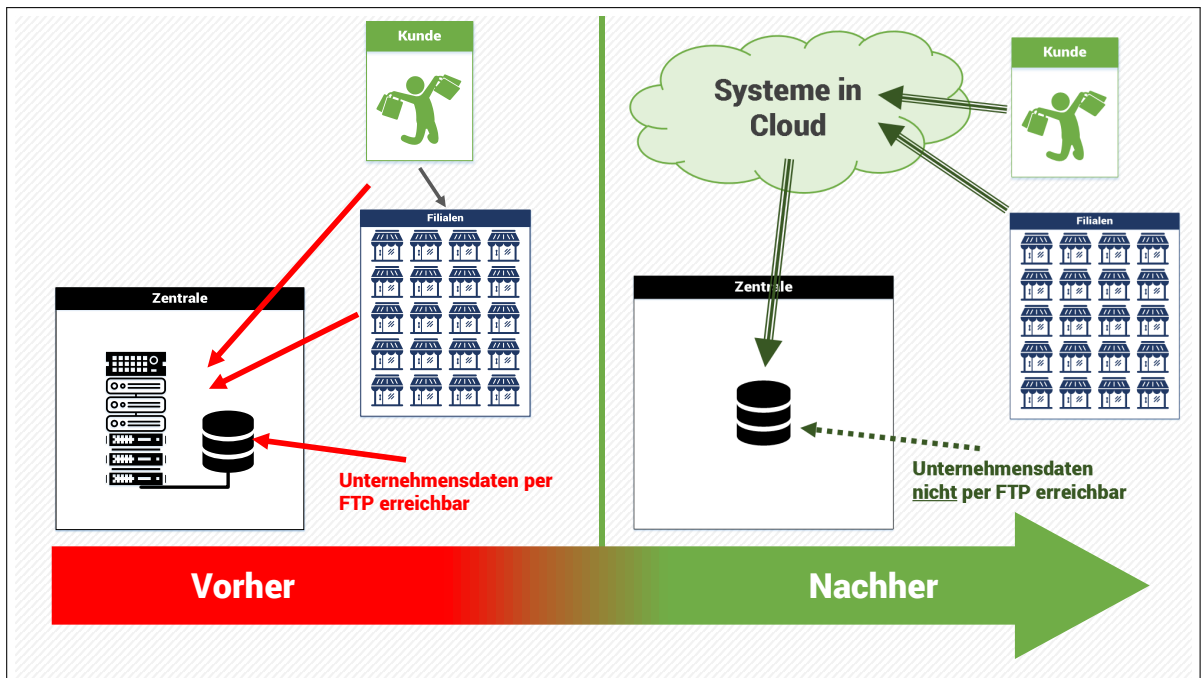 Kunde
Filialen
Zentrale
Unternehmensdaten per
FTP erreichbar
Vorher
Systeme in
Cloud
Kunde
Filialen
Zentrale
Unternehmensdaten
nicht per FTP erreichbar
Nachher